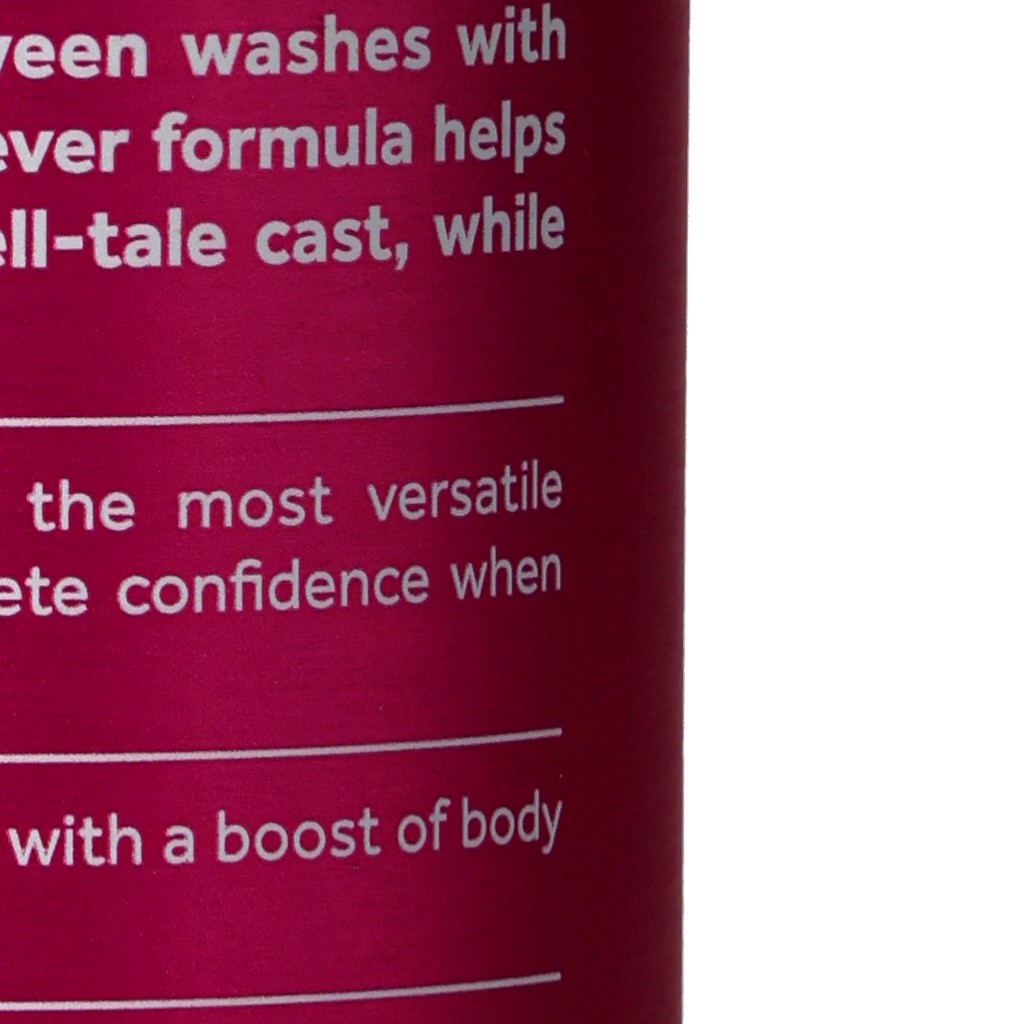 veen washes with
ever formula helps
ell-tale cast, while
the most versatile
ete confidence when
with a boost of body